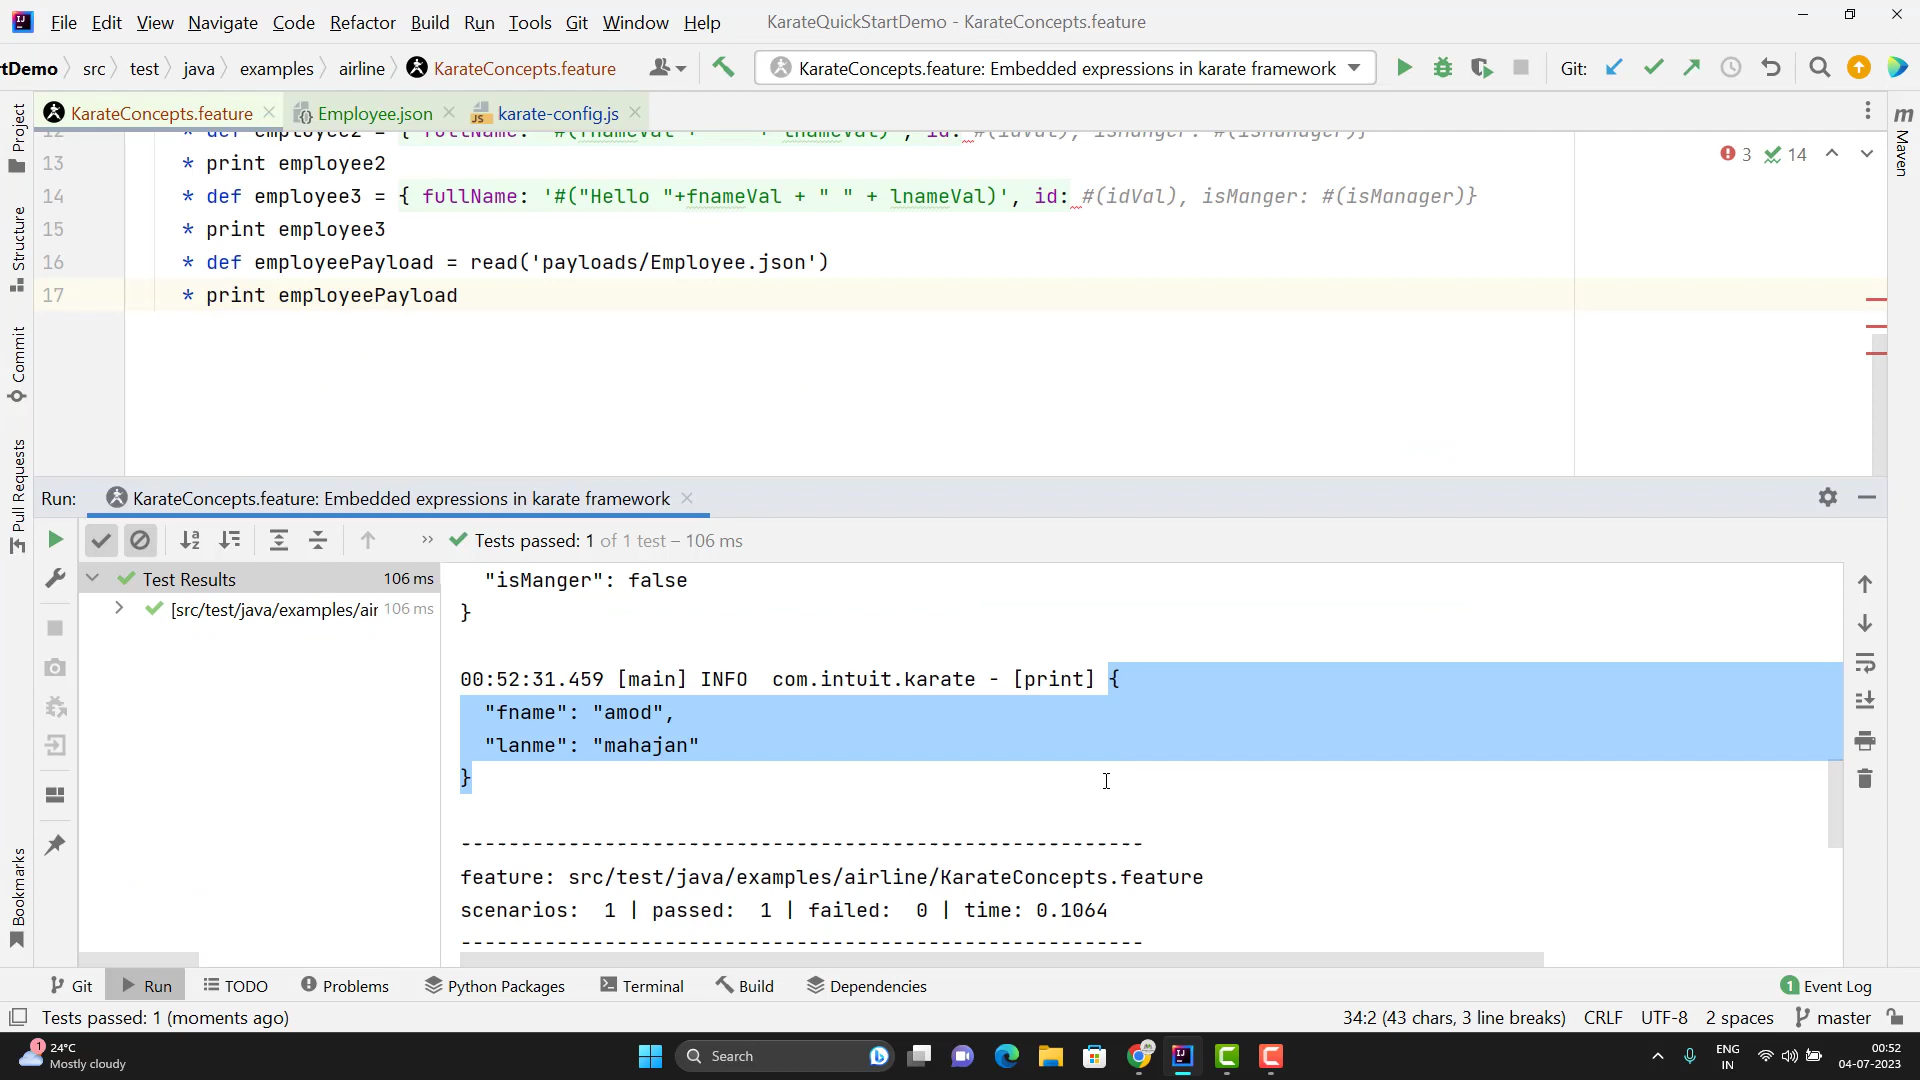 File Edit View Navigate Code Refactor Build Run Tools Git Window Help KarateQuickStartDemo - KarateConcepts.feature
rtDemo src test java examples airline KarateConcepts.feature KarateConcepts.feature: Embedded expressions in karate framework Git:
KarateConcepts.feature Employee.json karate-config.js
13 * print employee2
3 14
14 * def employee3 = { fullName: '#("Hello "+fnameVal + " " + lnameVal)', id: #(idVal), isManger: #(isManager)}
15 * print employee3
16 * def employeePayload = read('payloads/Employee.json')
17 * print employeePayload
Project
Structure
Commit
Pull Requests
Bookmarks
m Maven
Run: KarateConcepts.feature: Embedded expressions in karate framework
Tests passed: 1 of 1 test – 106 ms
Test Results 106 ms
[src/test/java/examples/air 106 ms
"isManger": false
}
00:52:31.459 [main] INFO com.intuit.karate - [print] {
"fname": "amod",
"lanme": "mahajan"
}
---------------------------------------------------------
feature: src/test/java/examples/airline/KarateConcepts.feature
scenarios: 1 | passed: 1 | failed: 0 | time: 0.1064
---------------------------------------------------------
Git Run TODO Problems Python Packages Terminal Build Dependencies 1 Event Log
Tests passed: 1 (moments ago) 34:2 (43 chars, 3 line breaks) CRLF UTF-8 2 spaces master
1 24°C
Mostly cloudy
Search
ENG
IN
00:52
04-07-2023